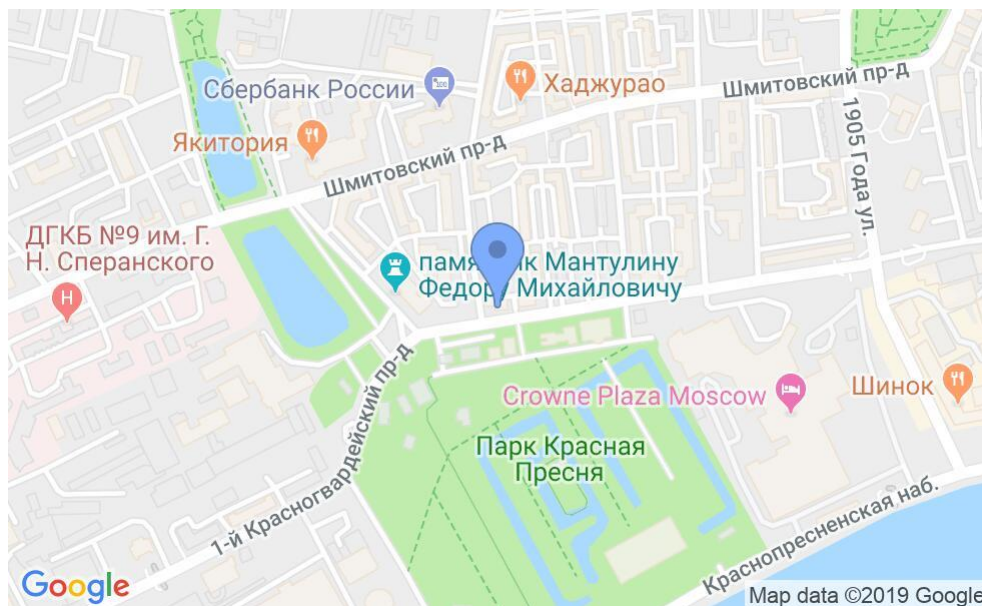 Шмитовский пр-д
Сбербанк России
Хаджурао
Якитория
Шмитовский пр-д
1905 Года ул.
ДГКБ №9 им. Г.
Н. Сперанского
Мантулину
Федору Михайловичу
Crowne Plaza Moscow
Шинок
1-й Красногвардейский пр-д
Парк Красная
Пресня
Краснопресненская наб.
Google
Map data ©2019 Google